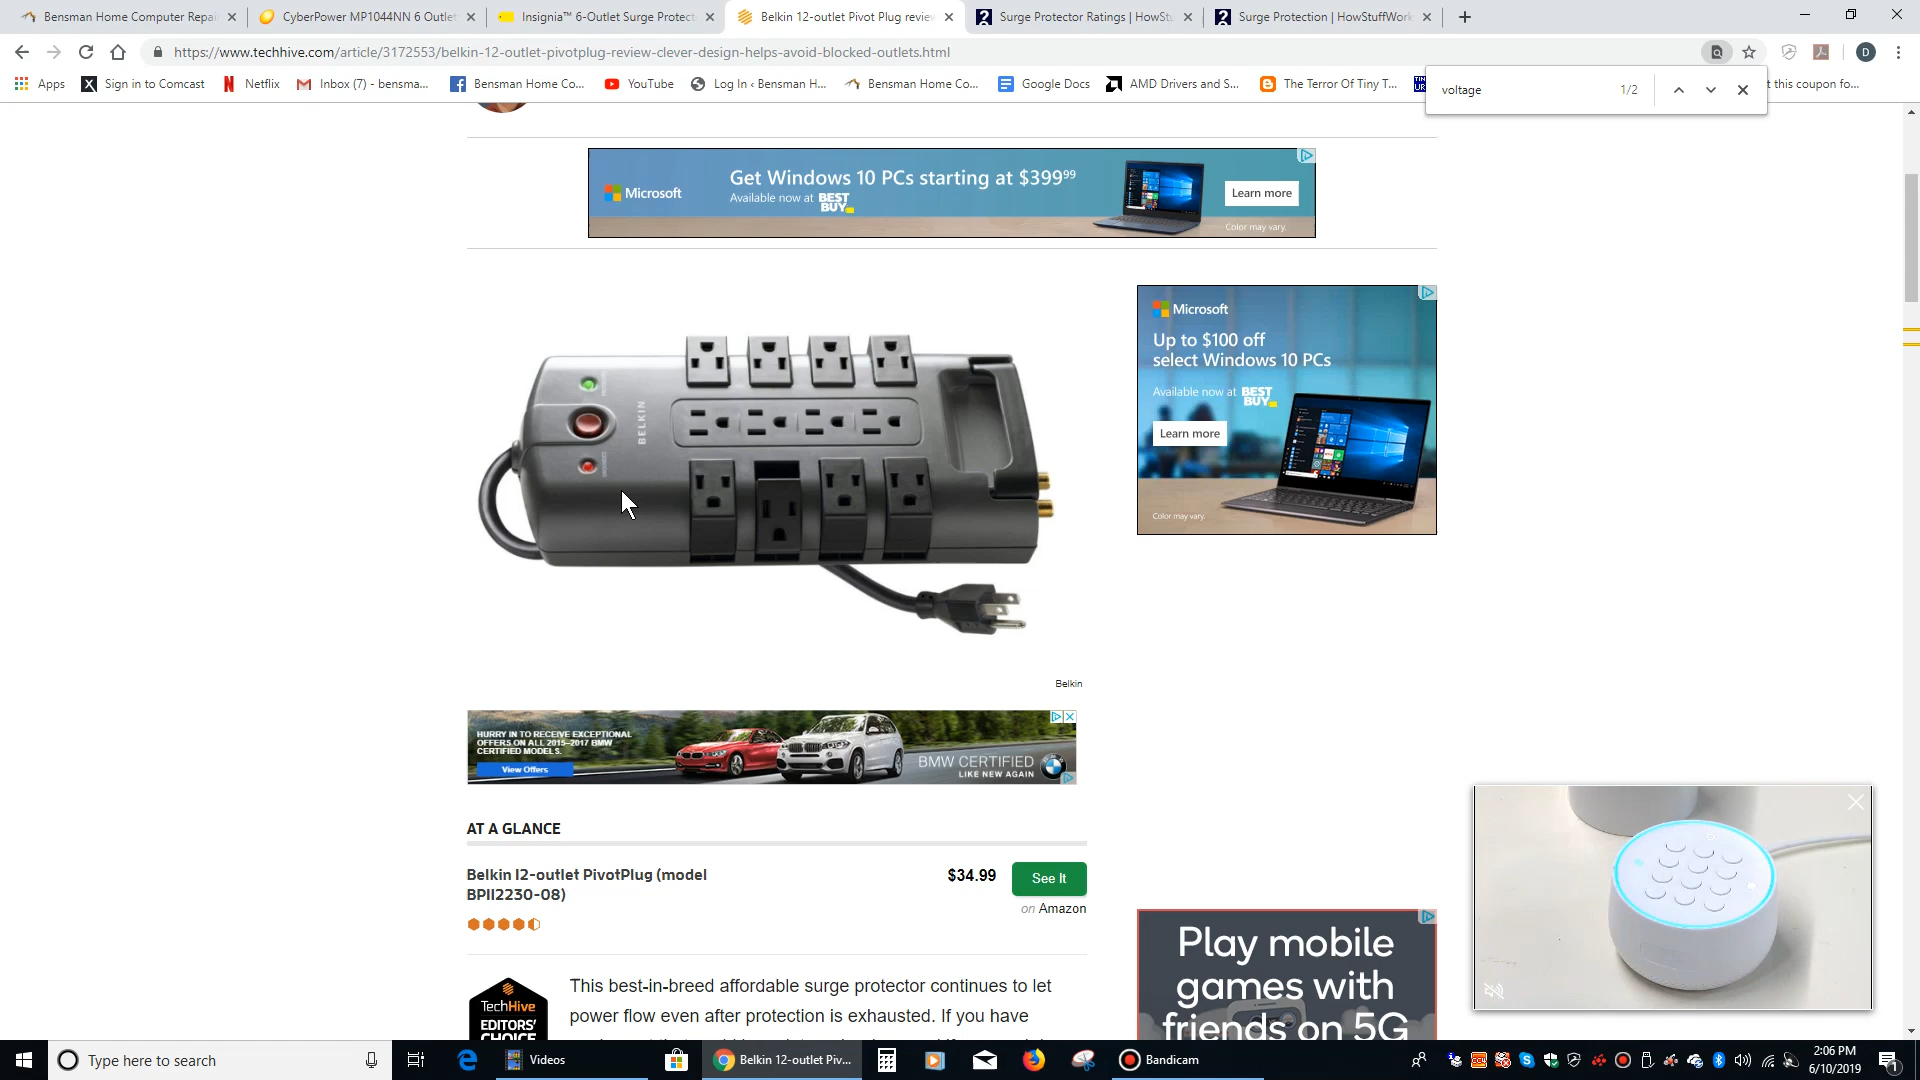 Bensman Home Computer Repai
CyberPower MP1044NN 6 Outlet
Insignia™ 6-Outlet Surge Protect
Belkin 12-outlet Pivot Plug review
Surge Protector Ratings | HowStu
Surge Protection | HowStuffWork
https://www.techhive.com/article/3172553/belkin-12-outlet-pivotplug-review-clever-design-helps-avoid-blocked-outlets.html
D
Apps
Sign in to Comcast
Netflix
Inbox (7) - bensma...
Bensman Home Co...
YouTube
Log In ‹ Bensman H...
Bensman Home Co...
Google Docs
AMD Drivers and S...
The Terror Of Tiny T...
t this coupon fo...
voltage
1/2
Microsoft
Get Windows 10 PCs starting at $399⁹⁹
Available now at BEST BUY
Learn more
Color may vary.
BELKIN
Microsoft
Up to $100 off
select Windows 10 PCs
Available now at BEST BUY
Learn more
Color may vary.
Belkin
HURRY IN TO RECEIVE EXCEPTIONAL
OFFERS ON ALL 2015-2017 BMW
CERTIFIED MODELS.
View Offers
BMW CERTIFIED
LIKE NEW AGAIN
AT A GLANCE
Belkin 12-outlet PivotPlug (model
BP112230-08)
$34.99
See It
on Amazon
TechHive
EDITORS'
CHOICE
This best-in-breed affordable surge protector continues to let
power flow even after protection is exhausted. If you have
Play mobile
games with
friends on 5G
Type here to search
Videos
Belkin 12-outlet Piv...
Bandicam
2:06 PM
6/10/2019
1